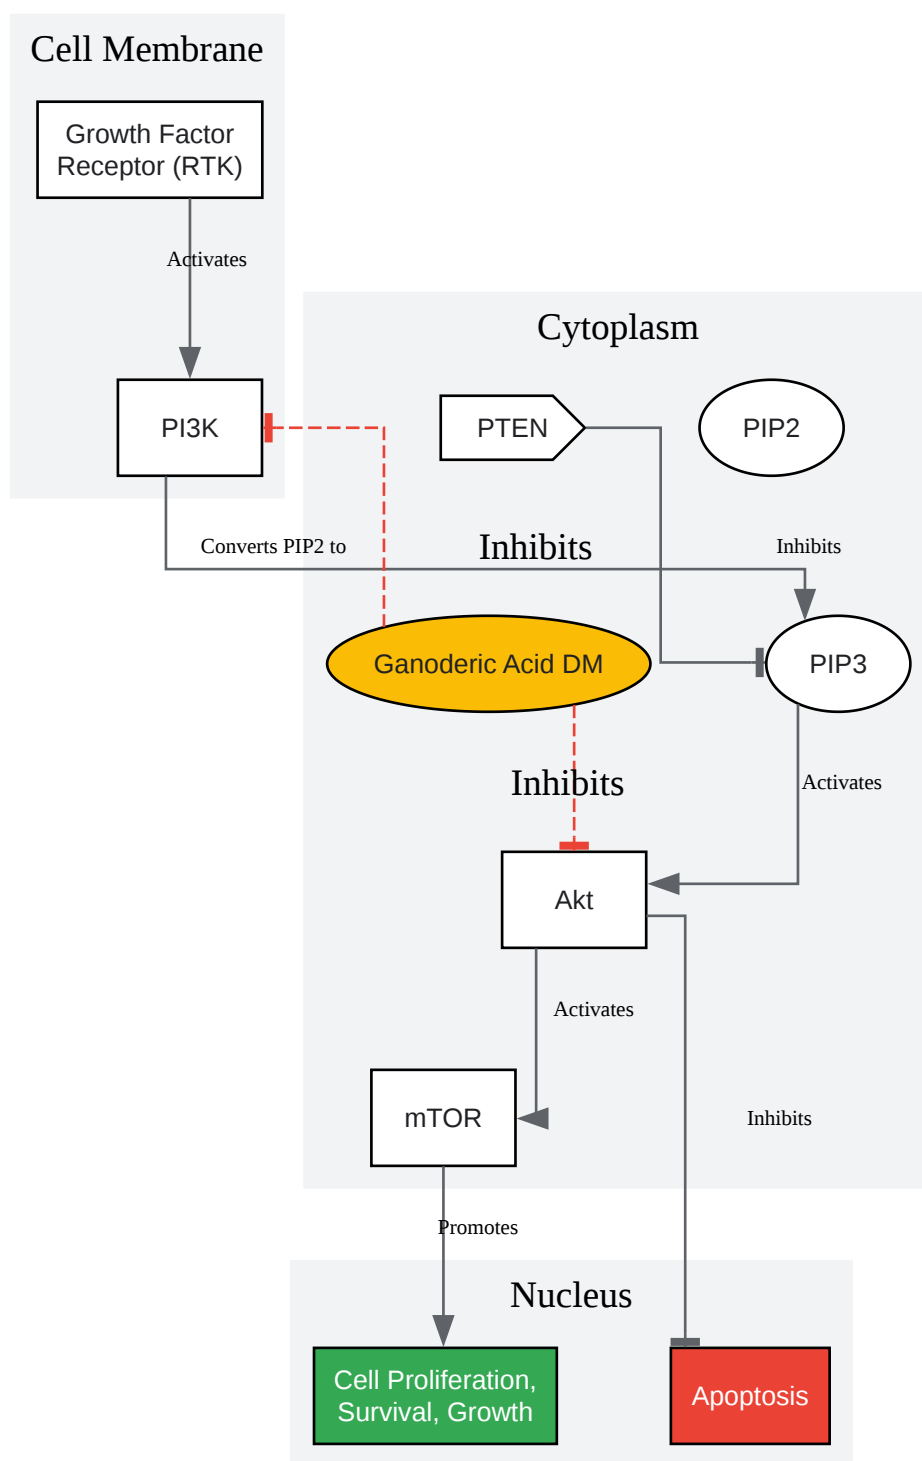 Cell Membrane
Growth Factor
Receptor (RTK)
Activates
Cytoplasm
PI3K
PTEN
PIP2
Converts PIP2 to
Inhibits
Inhibits
Ganoderic Acid DM
PIP3
Inhibits
Activates
Akt
Activates
mTOR
Inhibits
Promotes
Nucleus
Cell Proliferation,
Survival, Growth
Apoptosis